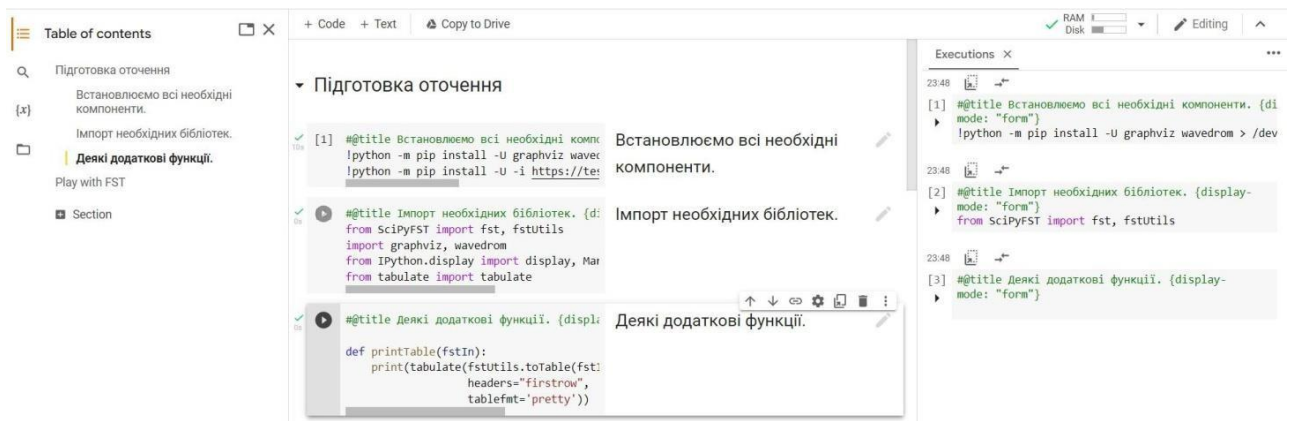 Table of contents
Підготовка оточення
Встановлюємо всі необхідні
компоненти.
Імпорт необхідних бібліотек.
Деякі додаткові функції.
Play with FST
Section
{x}
+ Code + Text Copy to Drive
RAM
Disk
Editing
Підготовка оточення
[1] #@title Встановлюємо всі необхідні компо
!python -m pip install -U graphviz waved
!python -m pip install -U -i https://tes
10s
Встановлюємо всі необхідні
компоненти.
#@title Імпорт необхідних бібліотек. {di
from SciPyFST import fst, fstUtils
import graphviz, wavedrom
from IPython.display import display, Mar
from tabulate import tabulate
0s
Імпорт необхідних бібліотек.
#@title Деякі додаткові функції. {displa
def printTable(fstIn):
print(tabulate(fstUtils.toTable(fstI
headers="firstrow",
tablefmt='pretty'))
0s
Деякі додаткові функції.
Executions
23:48
[1] #@title Встановлюємо всі необхідні компоненти. {di
mode: "form"}
!python -m pip install -U graphviz wavedrom > /dev
23:48
[2] #@title Імпорт необхідних бібліотек. {display-
mode: "form"}
from SciPyFST import fst, fstUtils
23:48
[3] #@title Деякі додаткові функції. {display-
mode: "form"}